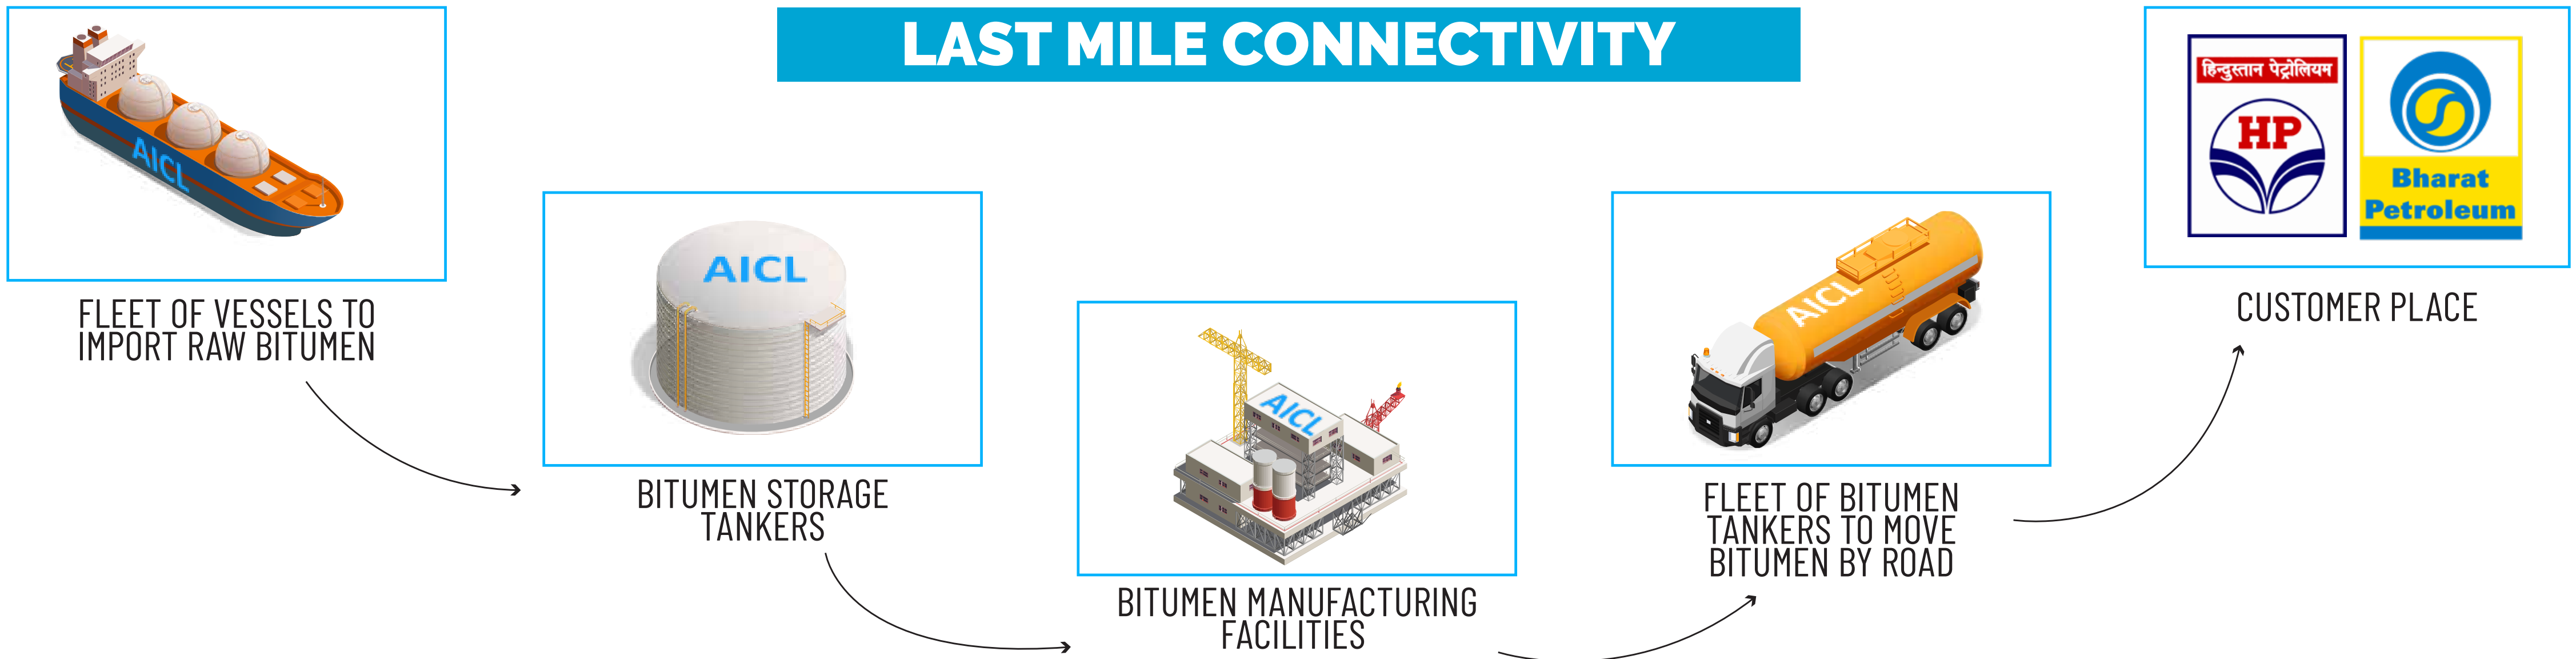 LAST MILE CONNECTIVITY
AICL
FLEET OF VESSELS TO
IMPORT RAW BITUMEN
AICL
BITUMEN STORAGE
TANKERS
AICL
BITUMEN MANUFACTURING
FACILITIES
AICL
FLEET OF BITUMEN
TANKERS TO MOVE
BITUMEN BY ROAD
हिन्दुस्तान पेट्रोलियम
HP
Bharat
Petroleum
CUSTOMER PLACE